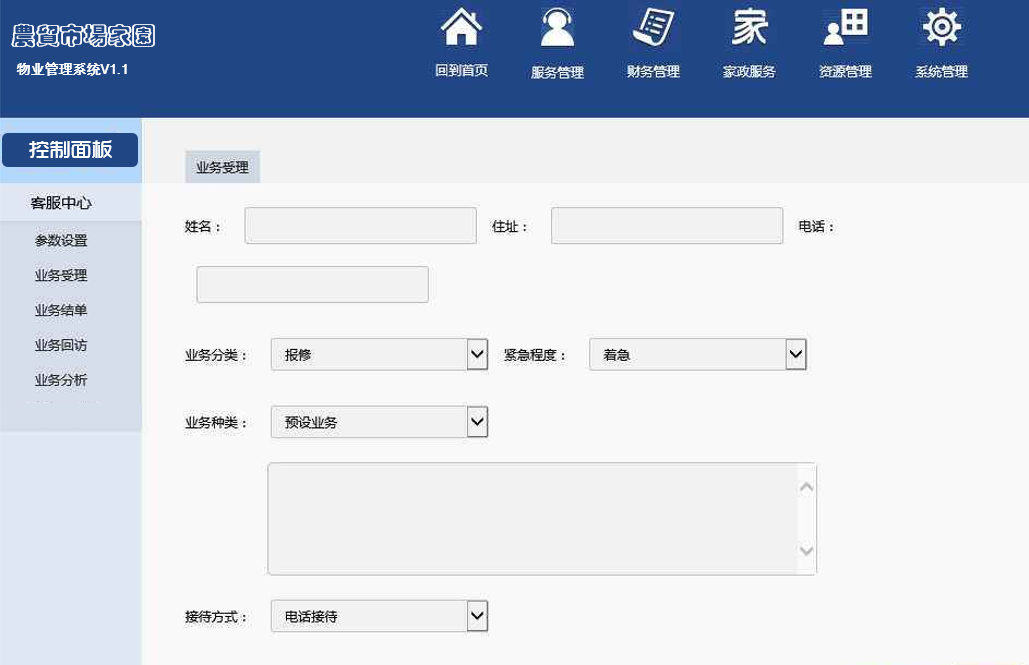 農貿市場家園
物业管理系统V1.1
回到首页
服务管理
财务管理
家
家政服务
资源管理
系统管理
控制面板
客服中心
参数设置
业务受理
业务结单
业务回访
业务分析
业务受理
姓名： 住址： 电话：
业务分类： 报修 紧急程度： 着急
业务种类： 预设业务
接待方式： 电话接待